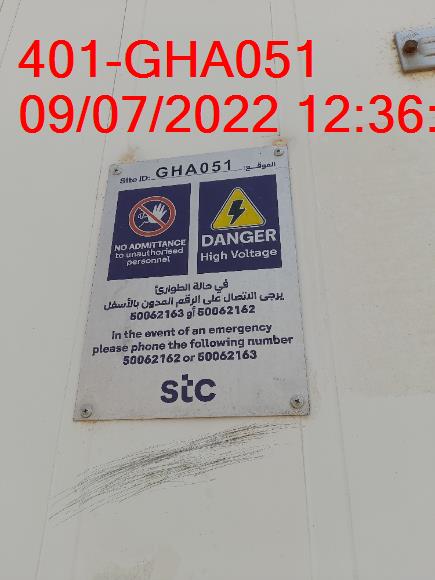 401-GHA051
09/07/2022 12:36:
Site ID: GHA051 الموقع:
NO ADMITTANCE
to unauthorised
personnel
DANGER
High Voltage
في حالة الطوارئ
يرجى الاتصال على الرقم المدون بالأسفل
50062162 أو 50062163
In the event of an emergency
please phone the following number
50062162 or 50062163
stc